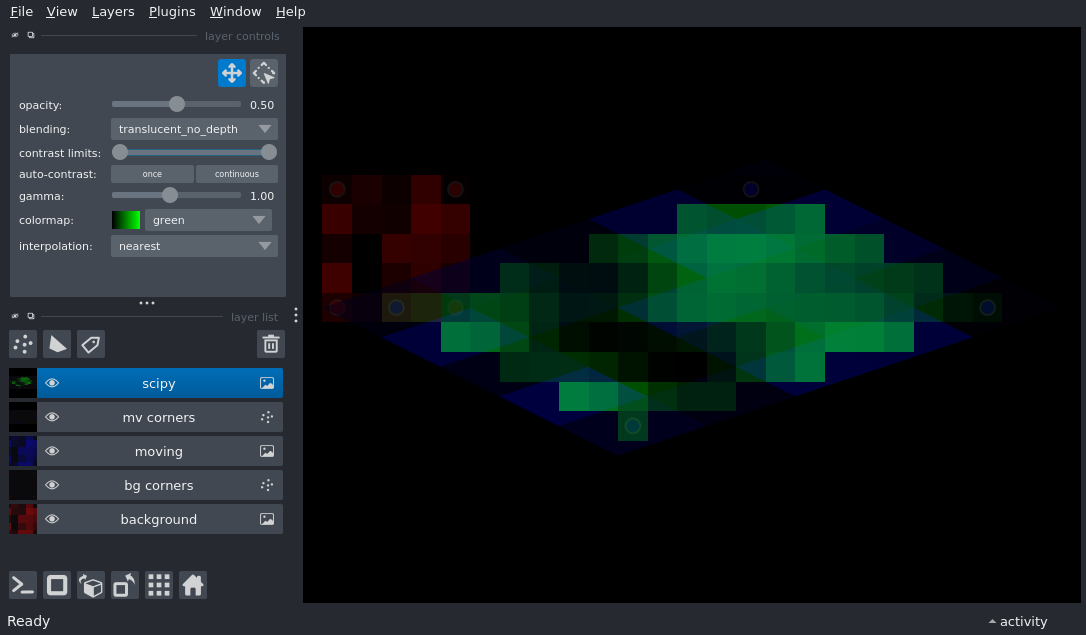 File View Layers Plugins Window Help
layer controls
opacity: 0.50
blending: translucent_no_depth
contrast limits:
auto-contrast: once continuous
gamma: 1.00
colormap: green
interpolation: nearest
layer list
scipy
mv corners
moving
bg corners
background
Ready activity